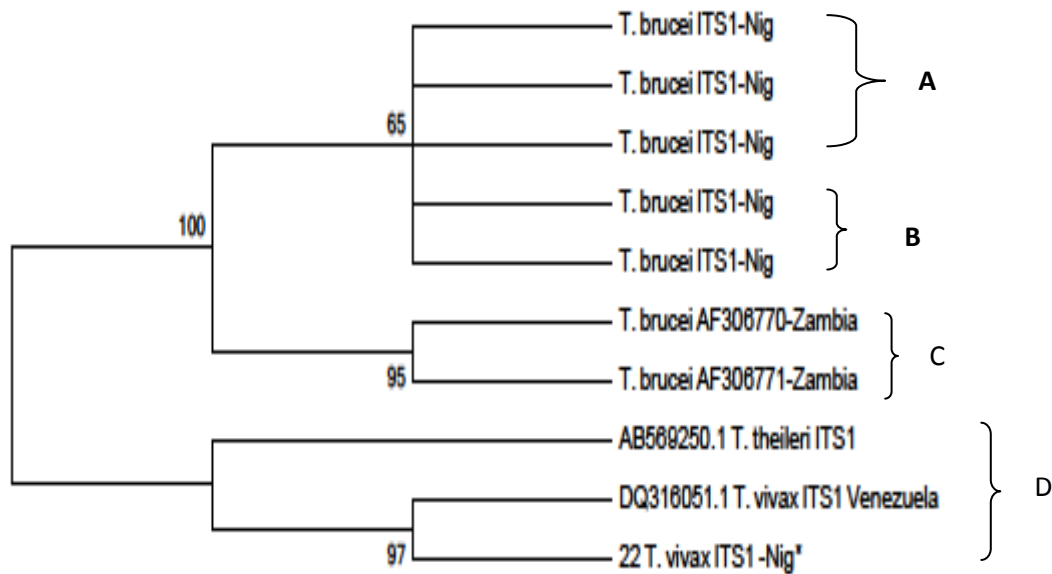 T. brucei ITS1-Nig
T. brucei ITS1-Nig
A
65
T. brucei ITS1-Nig
T. brucei ITS1-Nig
100
B
T. brucei ITS1-Nig
T. brucei AF306770-Zambia
C
95
T. brucei AF306771-Zambia
AB569250.1 T. theileri ITS1
D
DQ316051.1 T. vivax ITS1 Venezuela
97
22 T. vivax ITS1 -Nig*